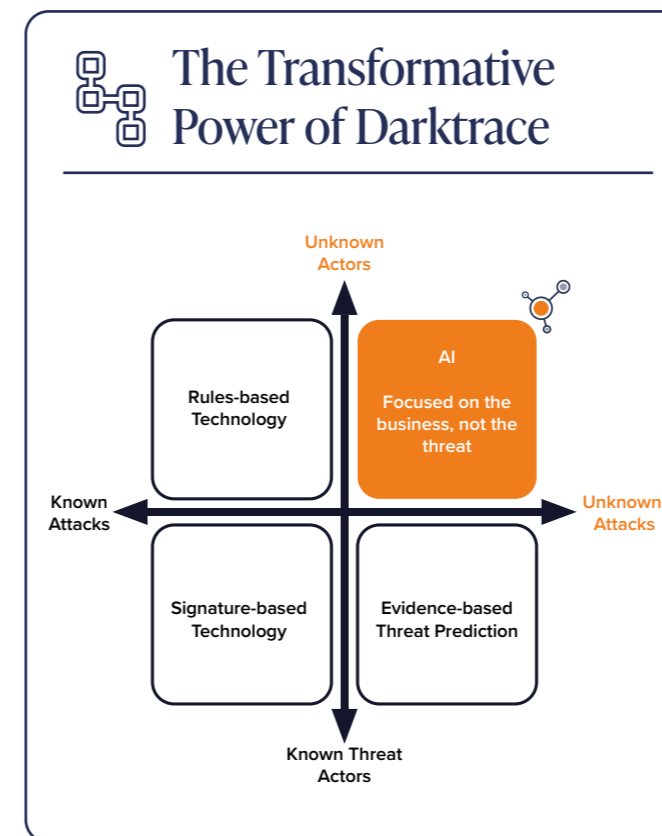 The Transformative
Power of Darktrace
Unknown
Actors
Rules-based
Technology
AI
Focused on the
business, not the
threat
Known
Attacks
Unknown
Attacks
Signature-based
Technology
Evidence-based
Threat Prediction
Known Threat
Actors